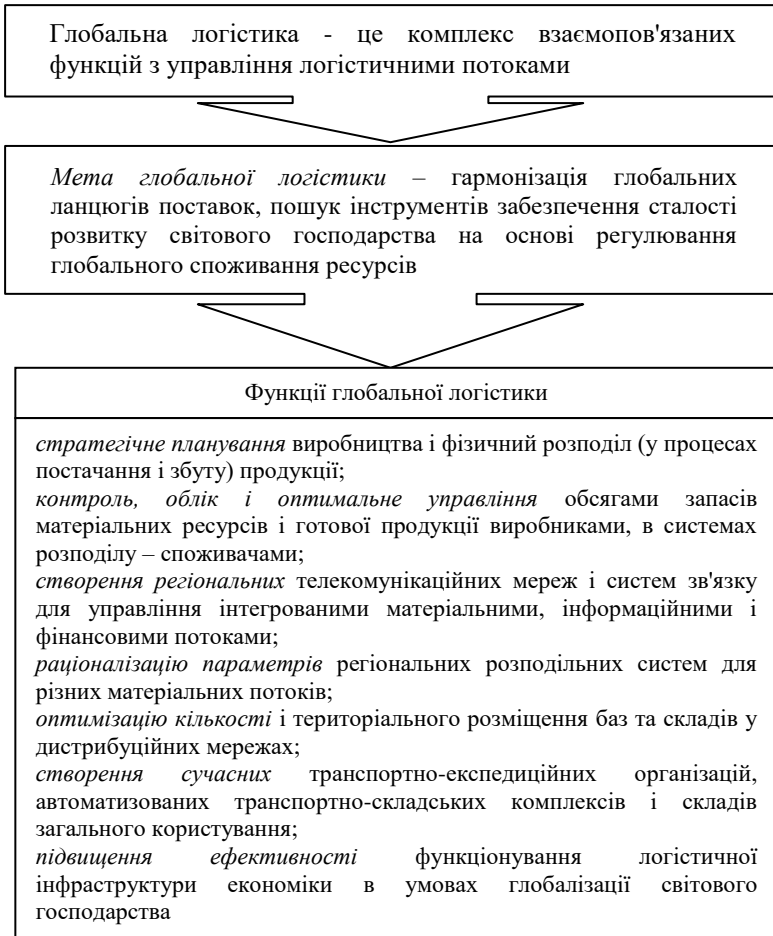 Глобальна логістика - це комплекс взаємопов'язаних
функцій з управління логістичними потоками
Мета глобальної логістики – гармонізація глобальних
ланцюгів поставок, пошук інструментів забезпечення сталості
розвитку світового господарства на основі регулювання
глобального споживання ресурсів
Функції глобальної логістики
стратегічне планування виробництва і фізичний розподіл (у процесах
постачання і збуту) продукції;
контроль, облік і оптимальне управління обсягами запасів
матеріальних ресурсів і готової продукції виробниками, в системах
розподілу – споживачами;
створення регіональних телекомунікаційних мереж і систем зв'язку
для управління інтегрованими матеріальними, інформаційними і
фінансовими потоками;
раціоналізацію параметрів регіональних розподільних систем для
різних матеріальних потоків;
оптимізацію кількості і територіального розміщення баз та складів у
дистрибуційних мережах;
створення сучасних транспортно-експедиційних організацій,
автоматизованих транспортно-складських комплексів і складів
загального користування;
підвищення ефективності функціонування логістичної
інфраструктури економіки в умовах глобалізації світового
господарства